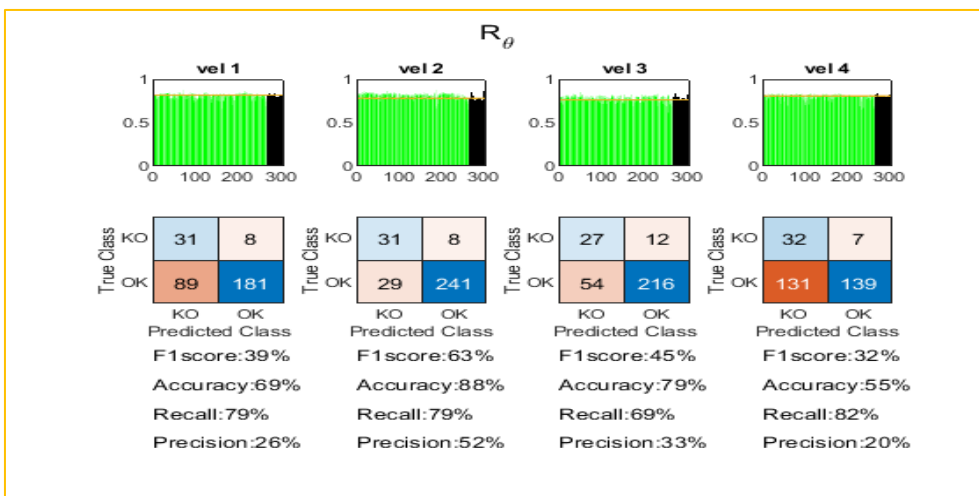 R_θ
vel 1 vel 2 vel 3 vel 4
1 1 1 1
0.5 0.5 0.5 0.5
0 0 0 0
0 100 200 300 0 100 200 300 0 100 200 300 0 100 200 300
True Class KO 31 8 True Class KO 31 8 True Class KO 27 12 True Class KO 32 7
OK 89 181 OK 29 241 OK 54 216 OK 131 139
KO OK KO OK KO OK KO OK
Predicted Class Predicted Class Predicted Class Predicted Class
F1score:39% F1score:63% F1score:45% F1score:32%
Accuracy:69% Accuracy:88% Accuracy:79% Accuracy:55%
Recall:79% Recall:79% Recall:69% Recall:82%
Precision:26% Precision:52% Precision:33% Precision:20%